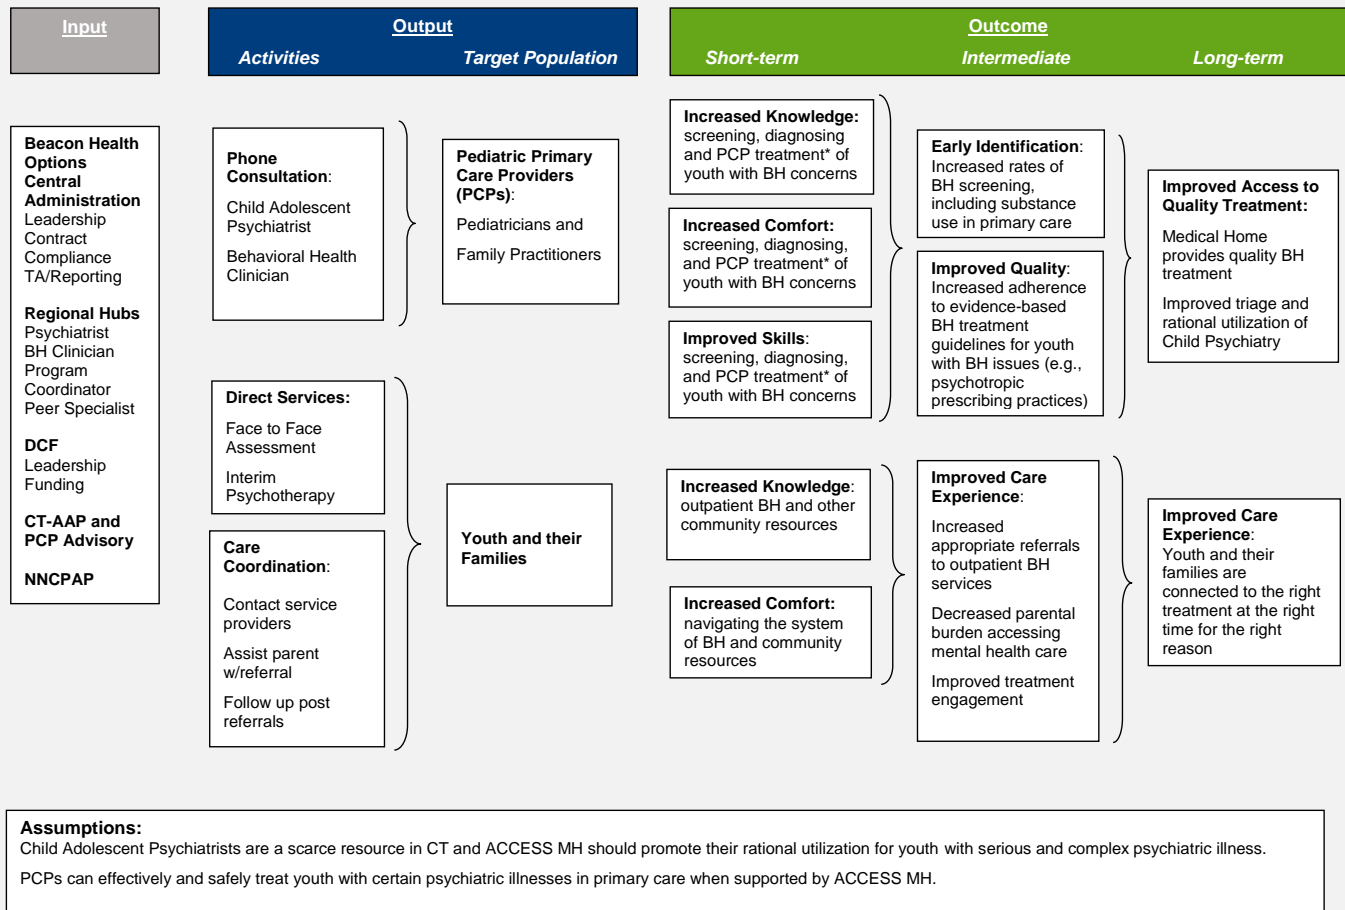 Input
Output
Activities
Target Population
Outcome
Short-term
Intermediate
Long-term
Beacon Health
Options
Central
Administration
Leadership
Contract
Compliance
TA/Reporting
Regional Hubs
Psychiatrist
BH Clinician
Program
Coordinator
Peer Specialist
DCF
Leadership
Funding
CT-AAP and
PCP Advisory
NNCPAP
Phone
Consultation:
Child Adolescent
Psychiatrist
Behavioral Health
Clinician
Direct Services:
Face to Face
Assessment
Interim
Psychotherapy
Care
Coordination:
Contact service
providers
Assist parent
w/referral
Follow up post
referrals
Pediatric Primary
Care Providers
(PCPs):
Pediatricians and
Family Practitioners
Youth and their
Families
Increased Knowledge:
screening, diagnosing
and PCP treatment* of
youth with BH concerns
Increased Comfort:
screening, diagnosing,
and PCP treatment* of
youth with BH concerns
Improved Skills:
screening, diagnosing,
and PCP treatment* of
youth with BH concerns
Increased Knowledge:
outpatient BH and other
community resources
Increased Comfort:
navigating the system
of BH and community
resources
Early Identification:
Increased rates of
BH screening,
including substance
use in primary care
Improved Quality:
Increased adherence
to evidence-based
BH treatment
guidelines for youth
with BH issues (e.g.,
psychotropic
prescribing practices)
Improved Care
Experience:
Increased
appropriate referrals
to outpatient BH
services
Decreased parental
burden accessing
mental health care
Improved treatment
engagement
Improved Access to
Quality Treatment:
Medical Home
provides quality BH
treatment
Improved triage and
rational utilization of
Child Psychiatry
Improved Care
Experience:
Youth and their
families are
connected to the right
treatment at the right
time for the right
reason
Assumptions:
Child Adolescent Psychiatrists are a scarce resource in CT and ACCESS MH should promote their rational utilization for youth with serious and complex psychiatric illness.
PCPs can effectively and safely treat youth with certain psychiatric illnesses in primary care when supported by ACCESS MH.